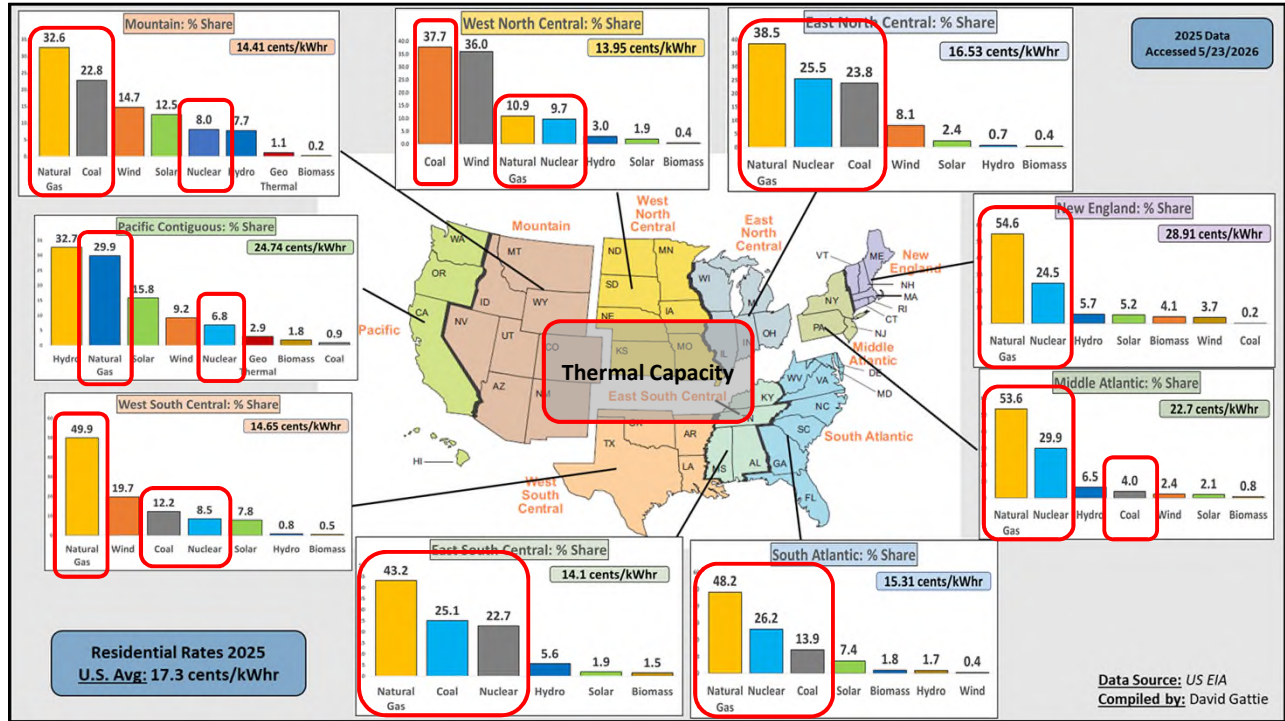 Mountain: % Share
14.41 cents/kWhr
32.6
22.8
14.7
12.5
8.0
7.7
1.1
0.2
Natural Gas
Coal
Wind
Solar
Nuclear
Hydro
Geo Thermal
Biomass
West North Central: % Share
13.95 cents/kWhr
40.0
35.0
30.0
25.0
20.0
15.0
10.0
5.0
0.0
37.7
36.0
10.9
9.7
3.0
1.9
0.4
Coal
Wind
Natural Gas
Nuclear
Hydro
Solar
Biomass
East North Central: % Share
16.53 cents/kWhr
38.5
25.5
23.8
8.1
2.4
0.7
0.4
Natural Gas
Nuclear
Coal
Wind
Solar
Hydro
Biomass
2025 Data
Accessed 5/23/2026
Pacific Contiguous: % Share
24.74 cents/kWhr
32.7
29.9
15.8
9.2
6.8
2.9
1.8
0.9
Hydro
Natural Gas
Solar
Wind
Nuclear
Geo Thermal
Biomass
Coal
New England: % Share
28.91 cents/kWhr
54.6
24.5
5.7
5.2
4.1
3.7
0.2
Natural Gas
Nuclear
Hydro
Solar
Biomass
Wind
Coal
West South Central: % Share
14.65 cents/kWhr
49.9
19.7
12.2
8.5
7.8
0.8
0.5
Natural Gas
Wind
Coal
Nuclear
Solar
Hydro
Biomass
Middle Atlantic: % Share
22.7 cents/kWhr
53.6
29.9
6.5
4.0
2.4
2.1
0.8
Natural Gas
Nuclear
Hydro
Coal
Wind
Solar
Biomass
East South Central: % Share
14.1 cents/kWhr
43.2
25.1
22.7
5.6
1.9
1.5
Natural Gas
Coal
Nuclear
Hydro
Solar
Biomass
South Atlantic: % Share
15.31 cents/kWhr
48.2
26.2
13.9
7.4
1.8
1.7
0.4
Natural Gas
Nuclear
Coal
Solar
Biomass
Hydro
Wind
Mountain
West North Central
East North Central
New England
Pacific
Middle Atlantic
East South Central
South Atlantic
West South Central
Thermal Capacity
WA
OR
CA
MT
ID
WY
NV
UT
CO
AZ
NM
ND
MN
SD
NE
IA
KS
MO
WI
IL
IN
OH
VT
ME
NH
MA
RI
CT
NY
NJ
PA
DE
MD
WV
VA
KY
NC
SC
AR
TX
LA
MS
AL
GA
FL
HI
Residential Rates 2025
U.S. Avg: 17.3 cents/kWhr
Data Source: US EIA
Compiled by: David Gattie